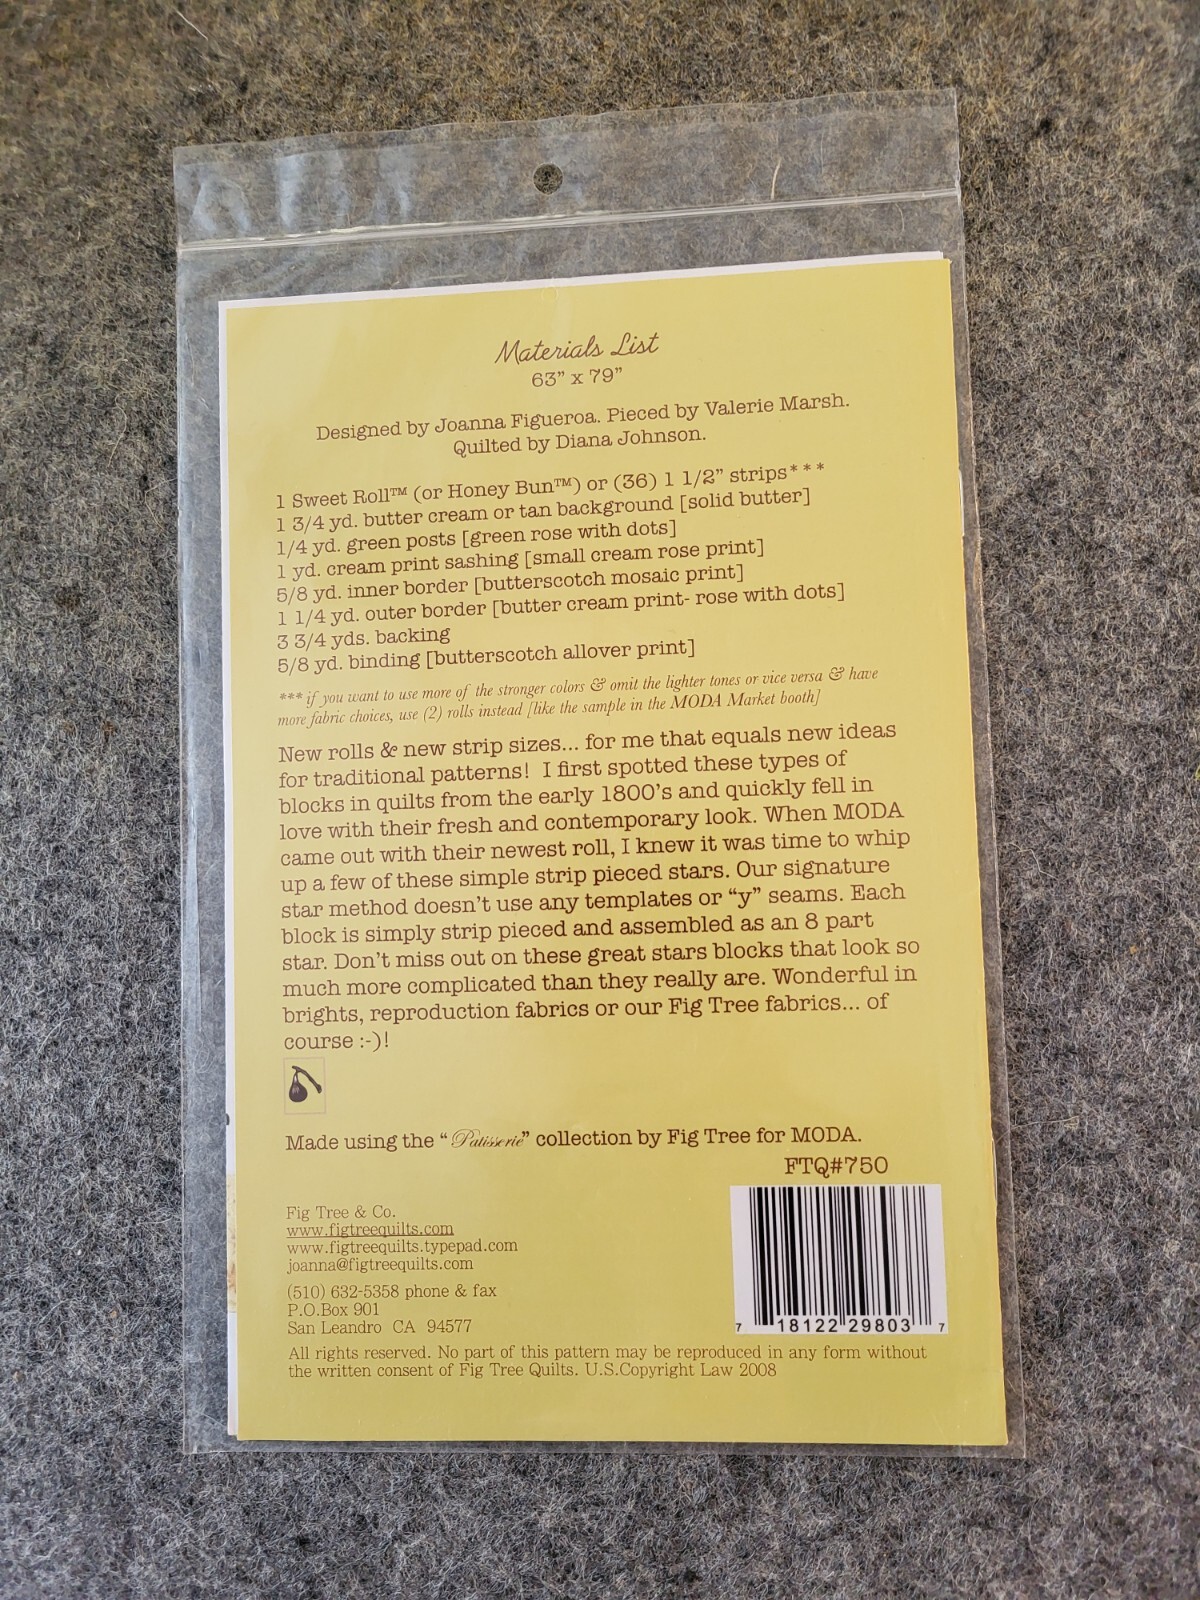 Materials List
63" x 79"
Designed by Joanna Figueroa. Pieced by Valerie Marsh.
Quilted by Diana Johnson.
1 Sweet Roll™ (or Honey Bun™) or (36) 1 1/2" strips***
1 3/4 yd. butter cream or tan background [solid butter]
1/4 yd. green posts [green rose with dots]
1 yd. cream print sashing [small cream rose print]
5/8 yd. inner border [butterscotch mosaic print]
1 1/4 yd. outer border [butter cream print- rose with dots]
3 3/4 yds. backing
5/8 yd. binding [butterscotch allover print]
*** if you want to use more of the stronger colors & omit the lighter tones or vice versa & have
more fabric choices, use (2) rolls instead [like the sample in the MODA Market booth]
New rolls & new strip sizes... for me that equals new ideas
for traditional patterns! I first spotted these types of
blocks in quilts from the early 1800's and quickly fell in
love with their fresh and contemporary look. When MODA
came out with their newest roll, I knew it was time to whip
up a few of these simple strip pieced stars. Our signature
star method doesn't use any templates or "y" seams. Each
block is simply strip pieced and assembled as an 8 part
star. Don't miss out on these great stars blocks that look so
much more complicated than they really are. Wonderful in
brights, reproduction fabrics or our Fig Tree fabrics... of
course :-)!
Made using the "Patisserie" collection by Fig Tree for MODA.
FTQ#750
Fig Tree & Co.
www.figtreequilts.com
www.figtreequilts.typepad.com
joanna@figtreequilts.com
(510) 632-5358 phone & fax
P.O.Box 901
San Leandro CA 94577
7 18122 29803 7
All rights reserved. No part of this pattern may be reproduced in any form without
the written consent of Fig Tree Quilts. U.S.Copyright Law 2008